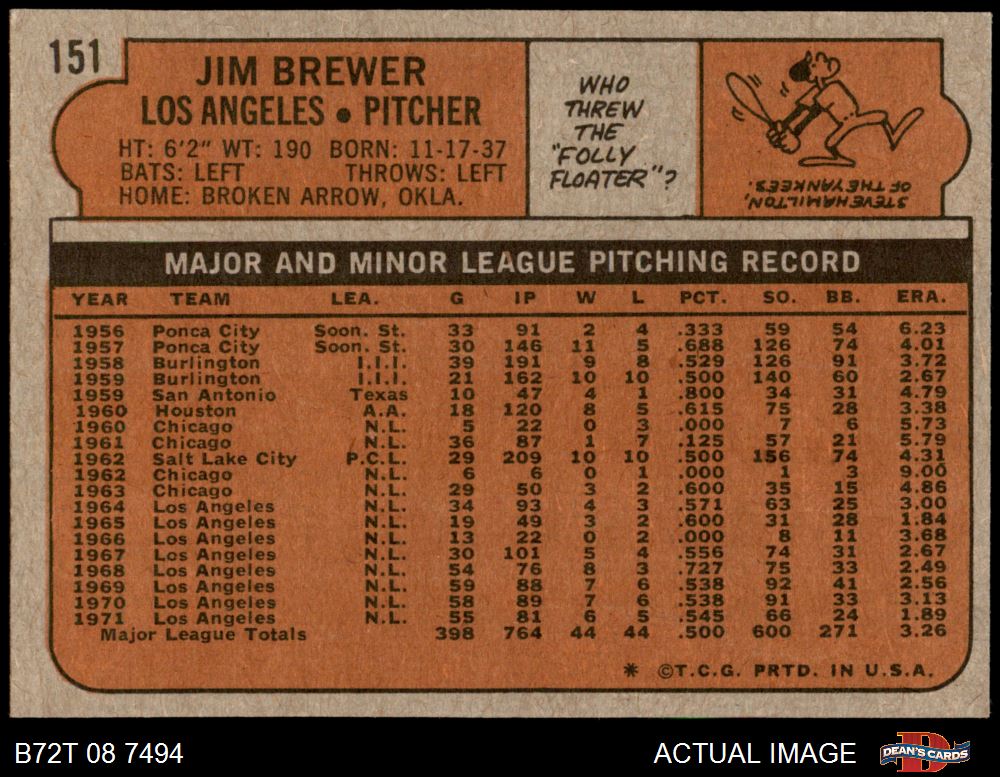 151
JIM BREWER
LOS ANGELES • PITCHER
HT: 6'2" WT: 190 BORN: 11-17-37
BATS: LEFT THROWS: LEFT
HOME: BROKEN ARROW, OKLA.
WHO
THREW
THE
"FOLLY
FLOATER"?
STEVE HAMILTON,
OF THE YANKEES.
MAJOR AND MINOR LEAGUE PITCHING RECORD
YEAR TEAM LEA. G IP W L PCT. SO. BB. ERA.
1956 Ponca City Soon. St. 33 91 2 4 .333 59 54 6.23
1957 Ponca City Soon. St. 30 146 11 5 .688 126 74 4.01
1958 Burlington I.I.I. 39 191 9 8 .529 126 91 3.72
1959 Burlington I.I.I. 21 162 10 10 .500 140 60 2.67
1959 San Antonio Texas 10 47 4 1 .800 34 31 4.79
1960 Houston A.A. 18 120 8 5 .615 75 28 3.38
1960 Chicago N.L. 5 22 0 3 .000 7 6 5.73
1961 Chicago N.L. 36 87 1 7 .125 57 21 5.79
1962 Salt Lake City P.C.L. 29 209 10 10 .500 156 74 4.31
1962 Chicago N.L. 6 6 0 1 .000 1 3 9.00
1963 Chicago N.L. 29 50 3 2 .600 35 15 4.86
1964 Los Angeles N.L. 34 93 4 3 .571 63 25 3.00
1965 Los Angeles N.L. 19 49 3 2 .600 31 28 1.84
1966 Los Angeles N.L. 13 22 0 2 .000 8 11 3.68
1967 Los Angeles N.L. 30 101 5 4 .556 74 31 2.67
1968 Los Angeles N.L. 54 76 8 3 .727 75 33 2.49
1969 Los Angeles N.L. 59 88 7 6 .538 92 41 2.56
1970 Los Angeles N.L. 58 89 7 6 .538 91 33 3.13
1971 Los Angeles N.L. 55 81 6 5 .545 66 24 1.89
Major League Totals 398 764 44 44 .500 600 271 3.26
* ©T.C.G. PRTD. IN U.S.A.
B72T 08 7494
ACTUAL IMAGE
DEAN'S CARDS